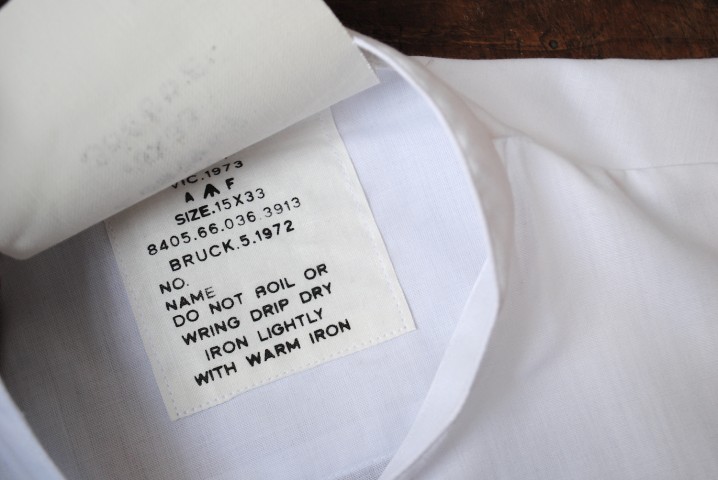 VIC.1973
A F
SIZE.15X33
8405.66.036.3913
BRUCK.5.1972
NO.
NAME
DO NOT BOIL OR
WRING DRIP DRY
IRON LIGHTLY
WITH WARM IRON